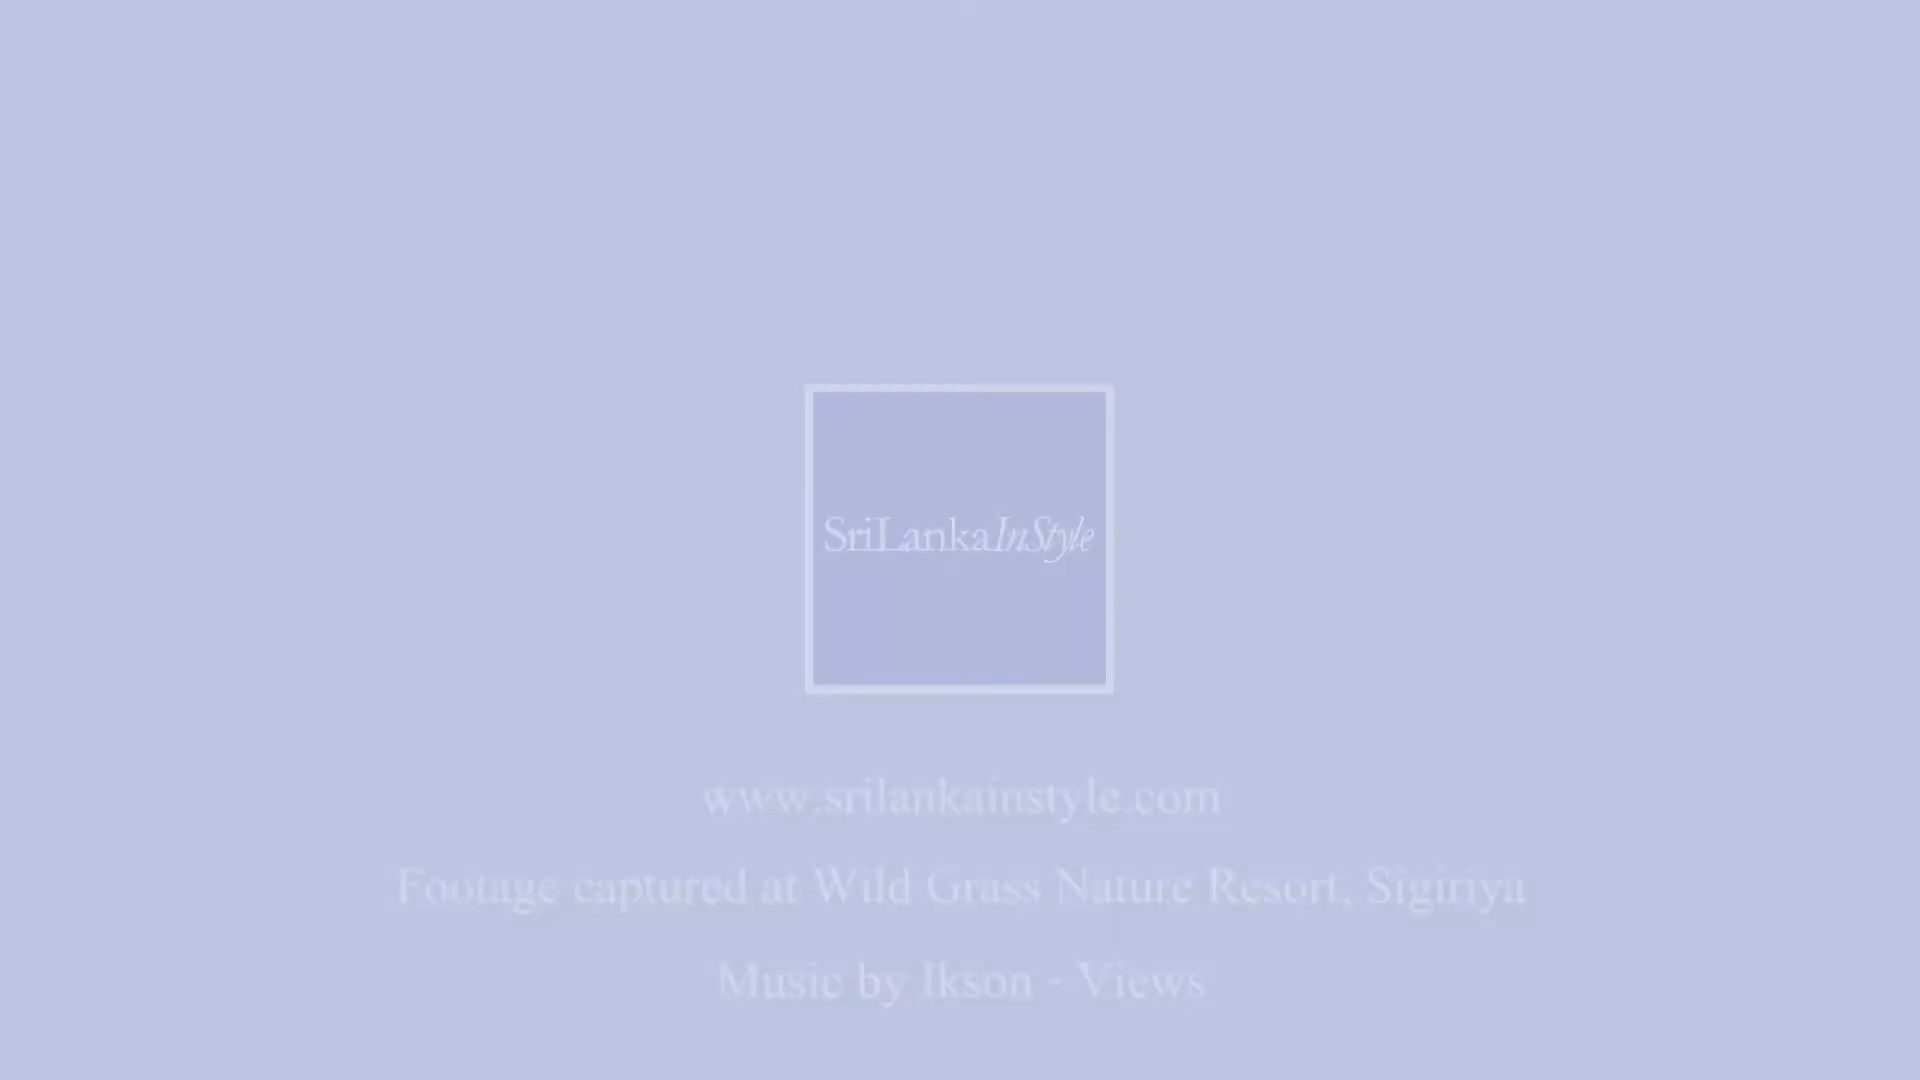 SriLankaInStyle
www.srilankainstyle.com
Footage captured at Wild Grass Nature Resort, Sigiriya
Music by Ikson - Views